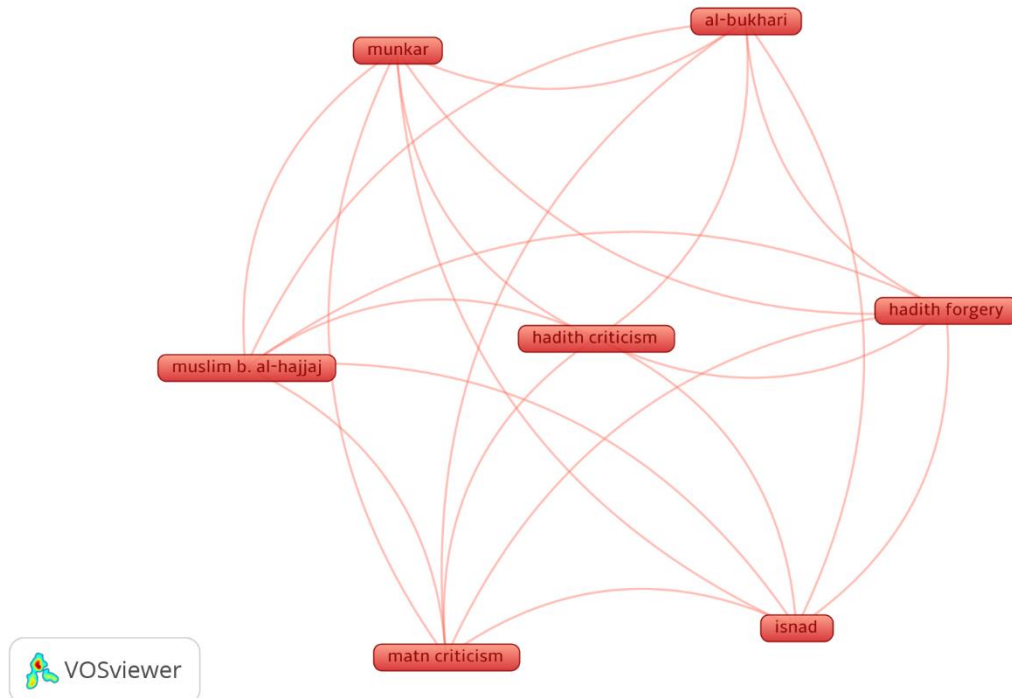 al-bukhari
munkar
hadith forgery
hadith criticism
muslim b. al-hajjaj
isnad
matn criticism
VOSviewer